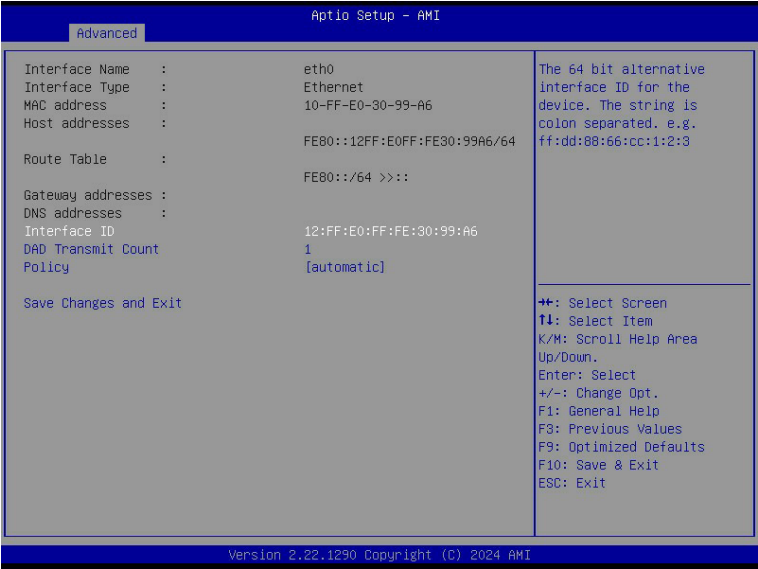 Aptio Setup – AMI
Advanced
Interface Name : eth0
Interface Type : Ethernet
MAC address : 10-FF-E0-30-99-A6
Host addresses :
FE80::12FF:E0FF:FE30:99A6/64
Route Table :
FE80::/64 >>::
Gateway addresses :
DNS addresses :
Interface ID 12:FF:E0:FF:FE:30:99:A6
DAD Transmit Count 1
Policy [automatic]
Save Changes and Exit
The 64 bit alternative
interface ID for the
device. The string is
colon separated. e.g.
ff:dd:88:66:cc:1:2:3
→←: Select Screen
↑↓: Select Item
K/M: Scroll Help Area
Up/Down.
Enter: Select
+/-: Change Opt.
F1: General Help
F3: Previous Values
F9: Optimized Defaults
F10: Save & Exit
ESC: Exit
Version 2.22.1290 Copyright (C) 2024 AMI